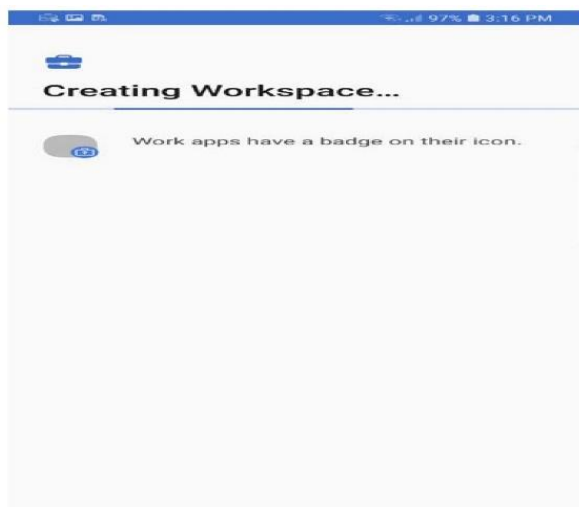 97% 3:16 PM
Creating Workspace...
Work apps have a badge on their icon.